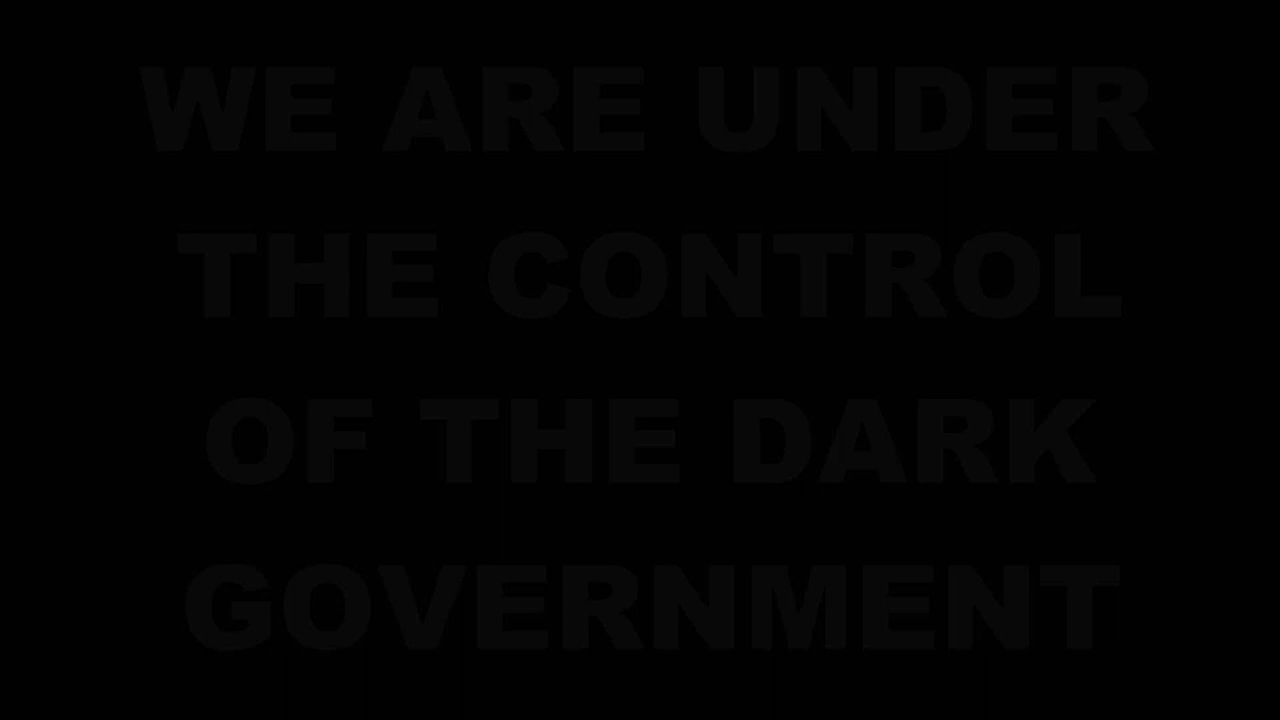 WE ARE UNDER
THE CONTROL
OF THE DARK
GOVERNMENT